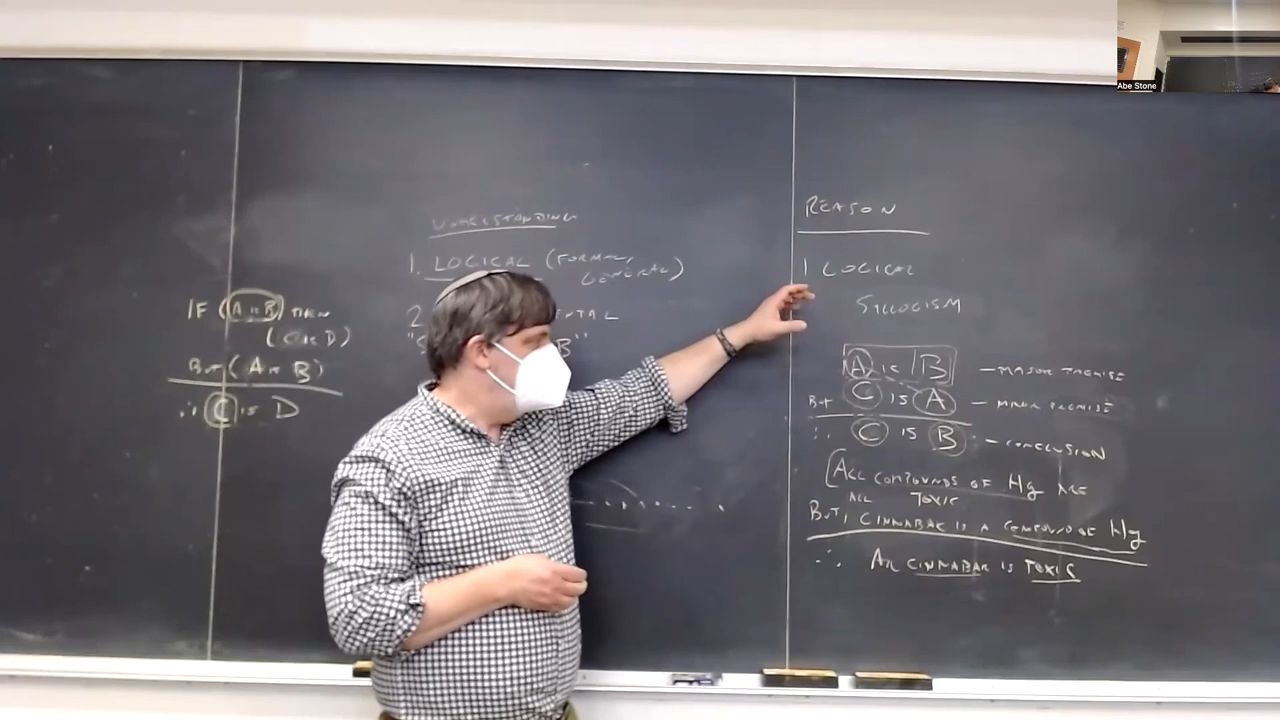 Abe Stone
IF (A IS B) THEN
(C IS D)
BUT (A IS B)
∴ C IS D
UNDERSTANDING
1. LOGICAL (FORMAL,
GENERAL)
2
NTAL
B"
REASON
1 LOGICAL
SYLLOGISM
A IS B — MAJOR PREMISE
BUT C IS A — MINOR PREMISE
∴ C IS B — CONCLUSION
ALL COMPOUNDS OF Hg ARE
TOXIC
ALL
BUT, CINNABAR IS A COMPOUND OF Hg
∴ ALL CINNABAR IS TOXIC